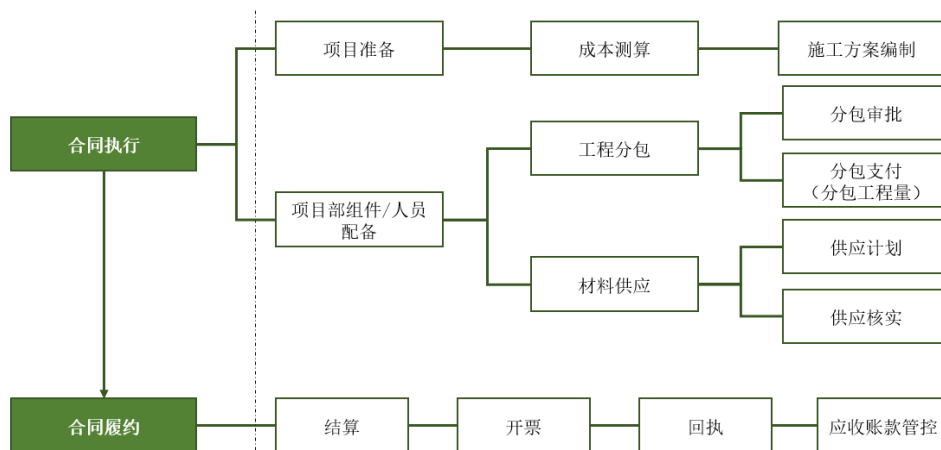 项目准备
成本测算
施工方案编制
合同执行
分包审批
工程分包
分包支付
（分包工程量）
项目部组件/人员
配备
供应计划
材料供应
供应核实
合同履约
结算
开票
回执
应收账款管控